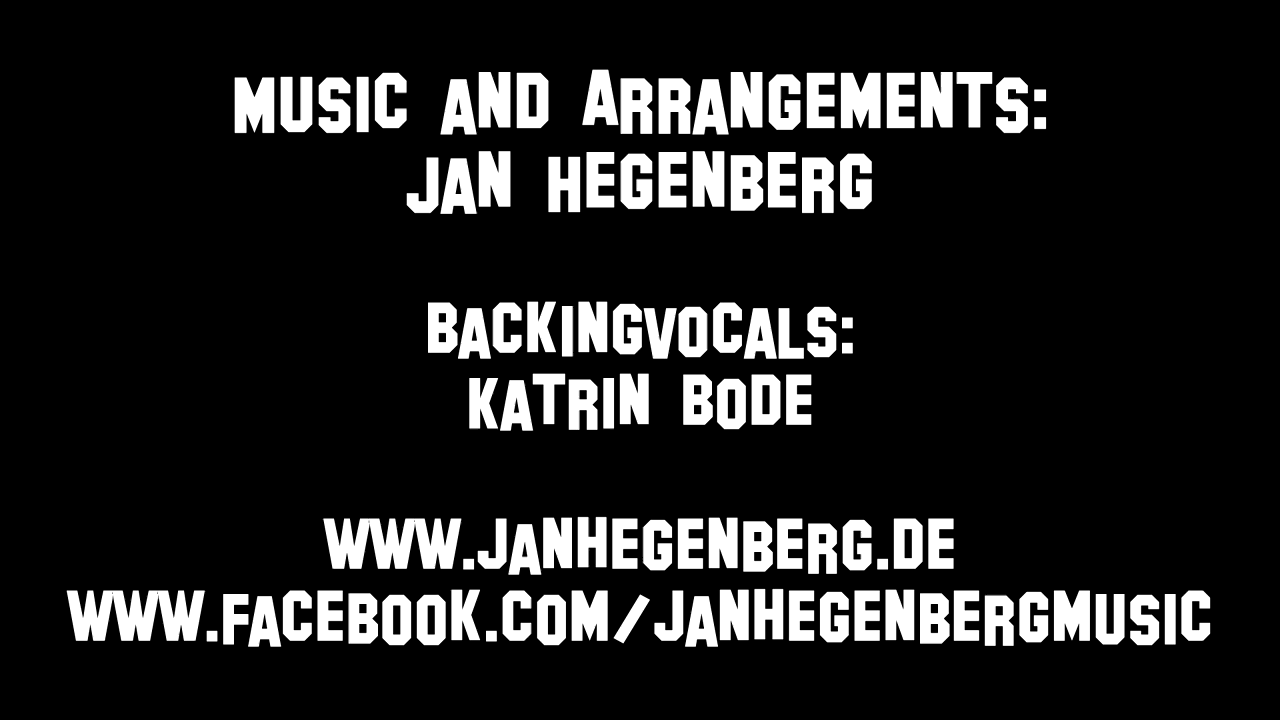 MUSIC AND ARRANGEMENTS:
JAN HEGENBERG
BACKINGVOCALS:
KATRIN BODE
WWW.JANHEGENBERG.DE
WWW.FACEBOOK.COM/JANHEGENBERGMUSIC